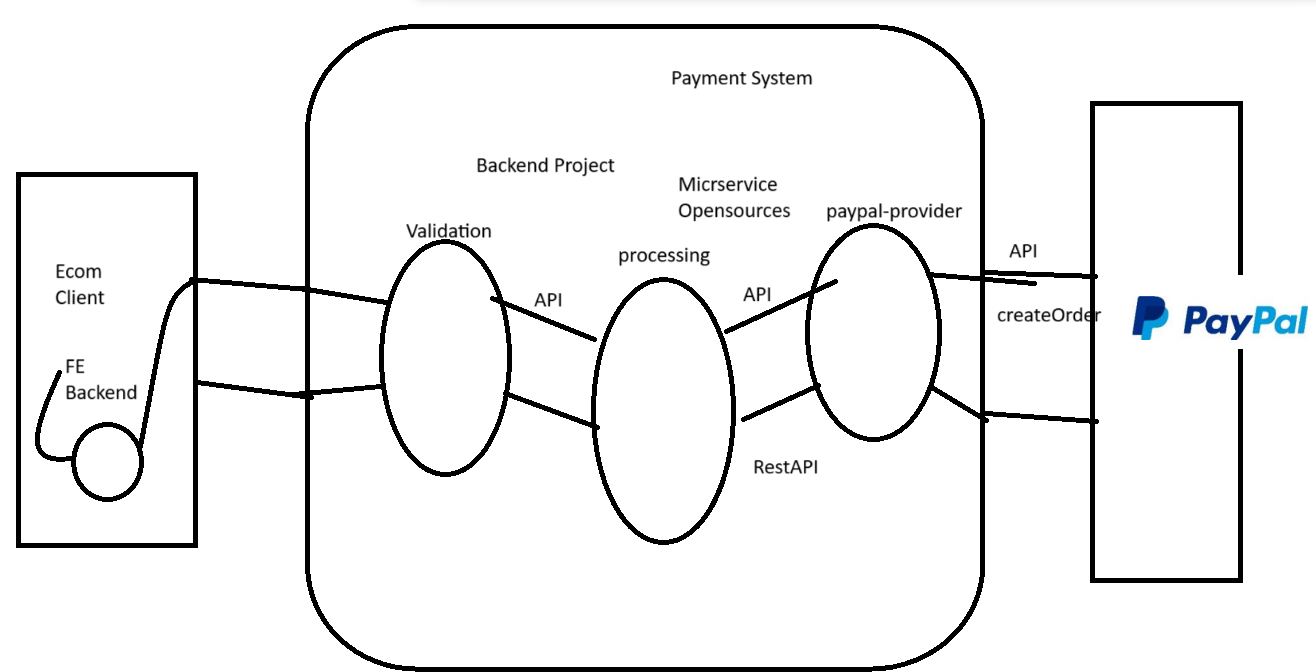 Payment System
Backend Project
Micrservice
Opensources
paypal-provider
Validation
processing
API
Ecom
Client
API
API
createOrder
PayPal
FE
Backend
RestAPI